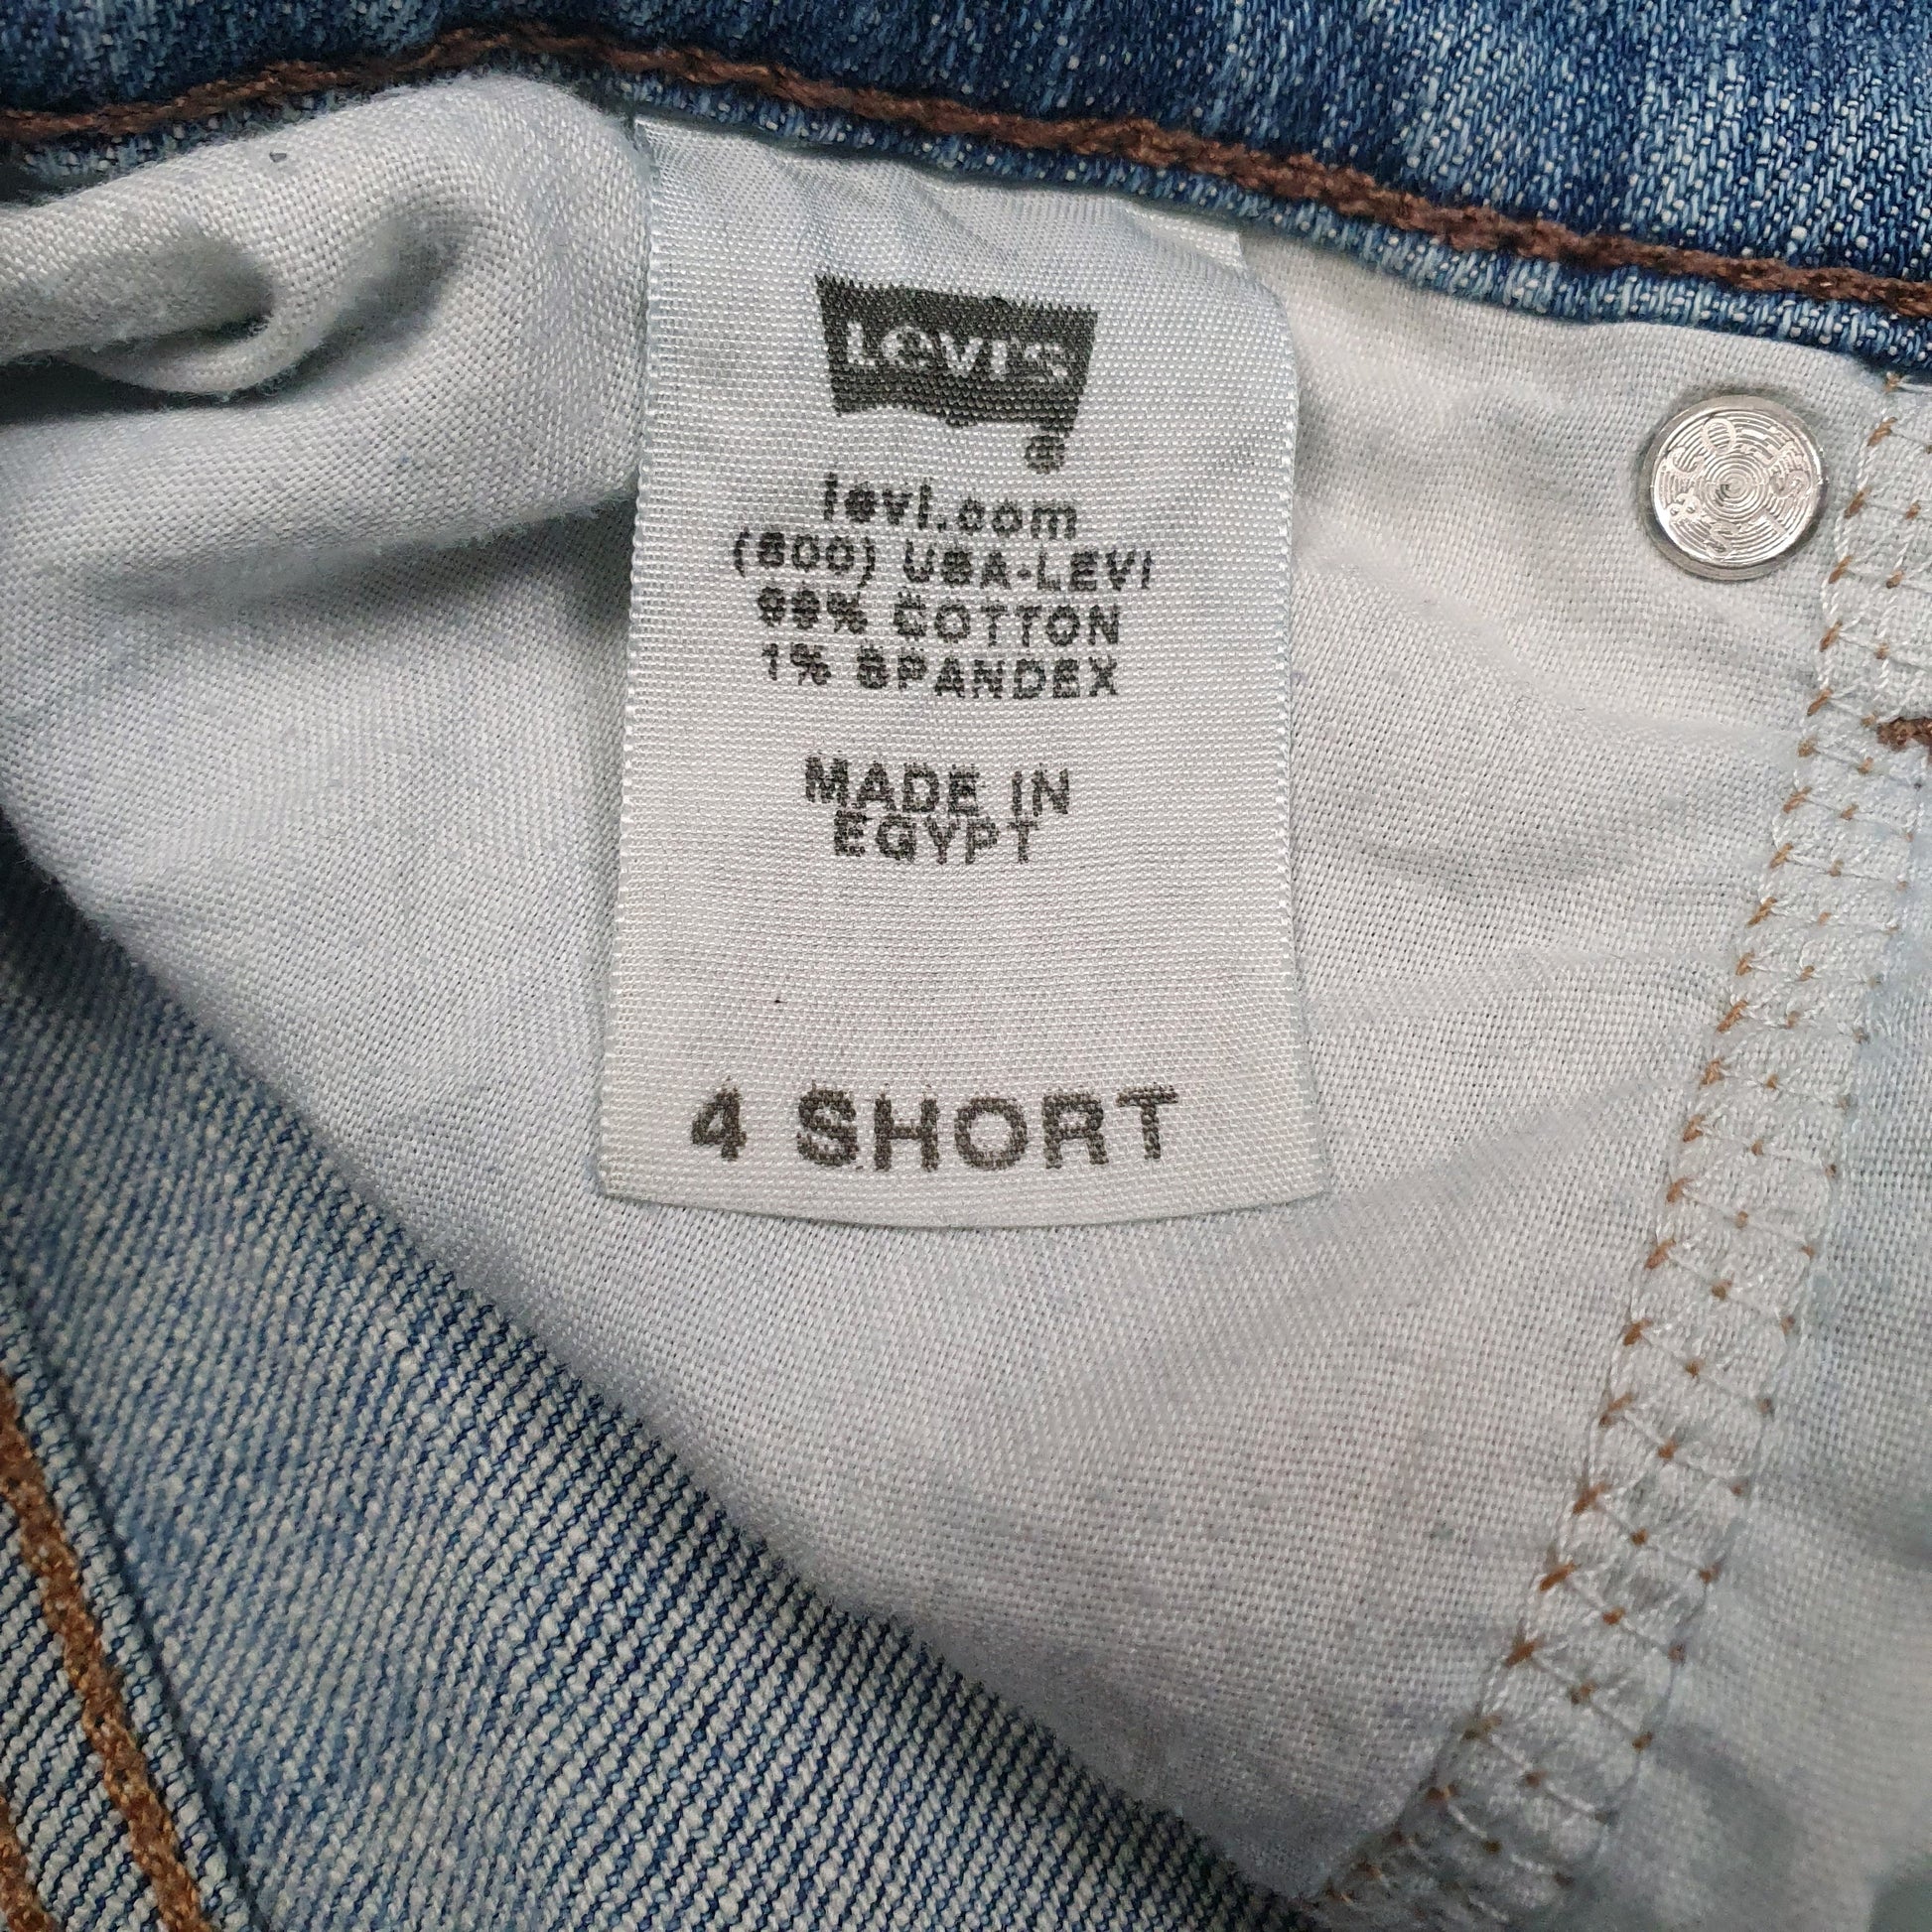 Levi's
®
levi.com
(800) USA-LEVI
99% COTTON
1% SPANDEX
MADE IN
EGYPT
4 SHORT